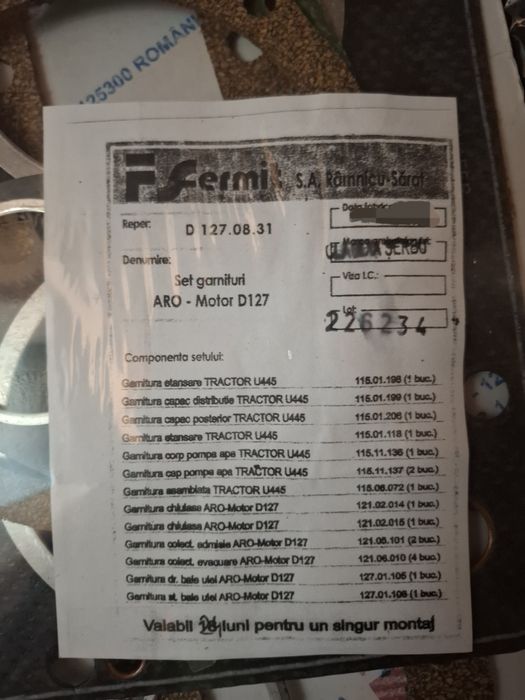 125300 ROMÂNI
Fermit S.A. Râmnicu-Sărat
Reper: D 127.08.31
Denumire:
Set garnituri
ARO - Motor D127
Data fabric
CLAUDIA SERBU
Visa I.C.:
Lot
226234
Componenta setului:
Garnitura etansare TRACTOR U445 115.01.198 (1 buc.)
Garnitura capac distributie TRACTOR U445 115.01.199 (1 buc.)
Garnitura capac posterior TRACTOR U445 115.01.206 (1 buc.)
Garnitura etansare TRACTOR U445 115.01.118 (1 buc.)
Garnitura corp pompa apa TRACTOR U445 115.11.136 (1 buc.)
Garnitura cap pompa apa TRACTOR U445 115.11.137 (2 buc.)
Garnitura asamblata TRACTOR U445 115.06.072 (1 buc.)
Garnitura chiulasa ARO-Motor D127 121.02.014 (1 buc.)
Garnitura chiulasa ARO-Motor D127 121.02.015 (1 buc.)
Garnitura colect. admisie ARO-Motor D127 121.05.101 (2 buc.)
Garnitura colect. evacuare ARO-Motor D127 121.06.010 (4 buc.)
Garnitura dr. baie ulei ARO-Motor D127 127.01.105 (1 buc.)
Garnitura st. baie ulei ARO-Motor D127 127.01.106 (1 buc.)
Valabil luni pentru un singur montaj